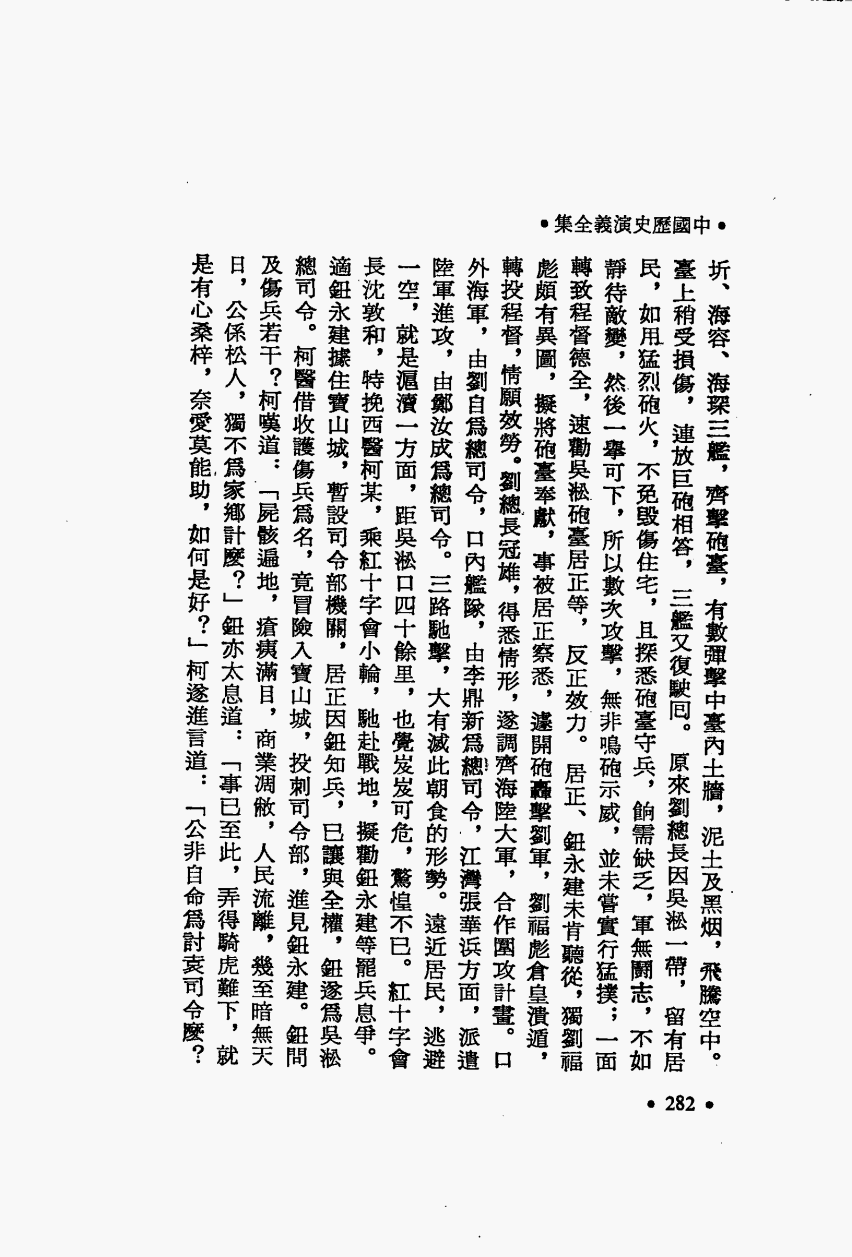 •中國歷史演義全集•
圻、海容、海琛三艦，齊擊砲臺，有數彈擊中臺內土牆，泥土及黑烟，飛騰空中。
臺上稍受損傷，連放巨砲相答，三艦又復駛回。原來劉總長因吳淞一帶，留有居
民，如用猛烈砲火，不免毀傷住宅，且探悉砲臺守兵，餉需缺乏，軍無鬭志，不如
靜待敵變，然後一舉可下，所以數次攻擊，無非鳴砲示威，並未嘗實行猛撲；一面
轉致程督德全，速勸吳淞砲臺居正等，反正效力。居正、鈕永建未肯聽從，獨劉福
彪頗有異圖，擬將砲臺奉獻，事被居正察悉，遽開砲轟擊劉軍，劉福彪倉皇潰遁，
轉投程督，情願效勞。劉總長冠雄，得悉情形，遂調齊海陸大軍，合作圍攻計畫。口
外海軍，由劉自爲總司令，口內艦隊，由李鼎新爲總司令，江灣張華浜方面，派遣
陸軍進攻，由鄭汝成爲總司令。三路馳擊，大有滅此朝食的形勢。遠近居民，逃避
一空，就是滬瀆一方面，距吳淞口四十餘里，也覺岌岌可危，驚惶不已。紅十字會
長沈敦和，特挽西醫柯某，乘紅十字會小輪，馳赴戰地，擬勸鈕永建等罷兵息爭。
適鈕永建據住寶山城，暫設司令部機關，居正因鈕知兵，已讓與全權，鈕遂爲吳淞
總司令。柯醫借收護傷兵爲名，竟冒險入寶山城，投刺司令部，進見鈕永建。鈕問
及傷兵若干？柯嘆道：「屍骸遍地，瘡痍滿目，商業凋敝，人民流離，幾至暗無天
日，公係松人，獨不爲家鄉計麽？」鈕亦太息道：「事已至此，弄得騎虎難下，就
是有心桑梓，奈愛莫能助，如何是好？」柯遂進言道：「公非自命爲討袁司令麽？
•282•